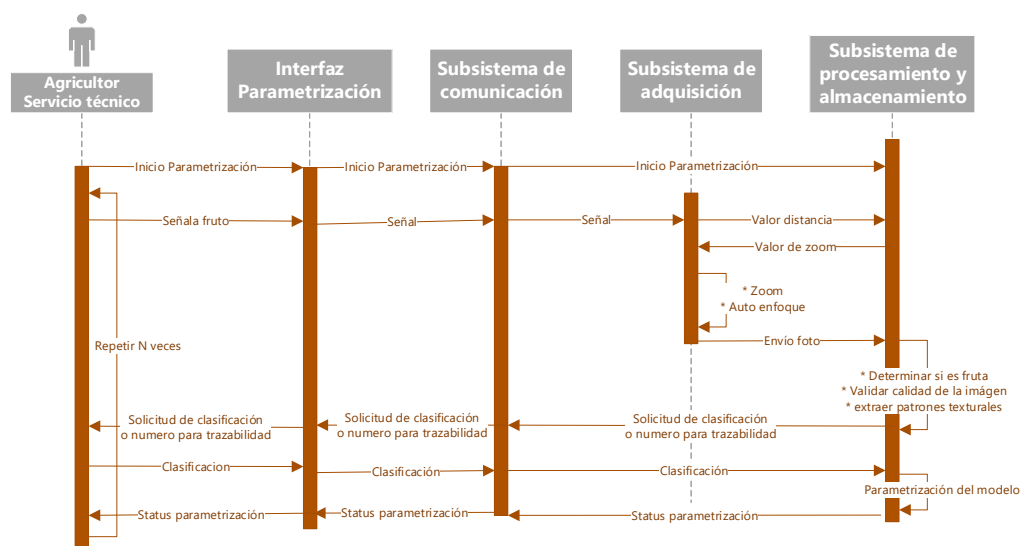 Agricultor
Servicio técnico
Interfaz
Parametrización
Subsistema de
comunicación
Subsistema de
adquisición
Subsistema de
procesamiento y
almacenamiento
Inicio Parametrización
Inicio Parametrización
Inicio Parametrización
Señala fruto
Señal
Señal
Valor distancia
Valor de zoom
* Zoom
* Auto enfoque
Envío foto
Repetir N veces
* Determinar si es fruta
* Validar calidad de la imágen
* extraer patrones texturales
Solicitud de clasificación
o numero para trazabilidad
Solicitud de clasificación
o numero para trazabilidad
Solicitud de clasificación
o numero para trazabilidad
Clasificacion
Clasificación
Clasificación
Parametrización del modelo
Status parametrización
Status parametrización
Status parametrización